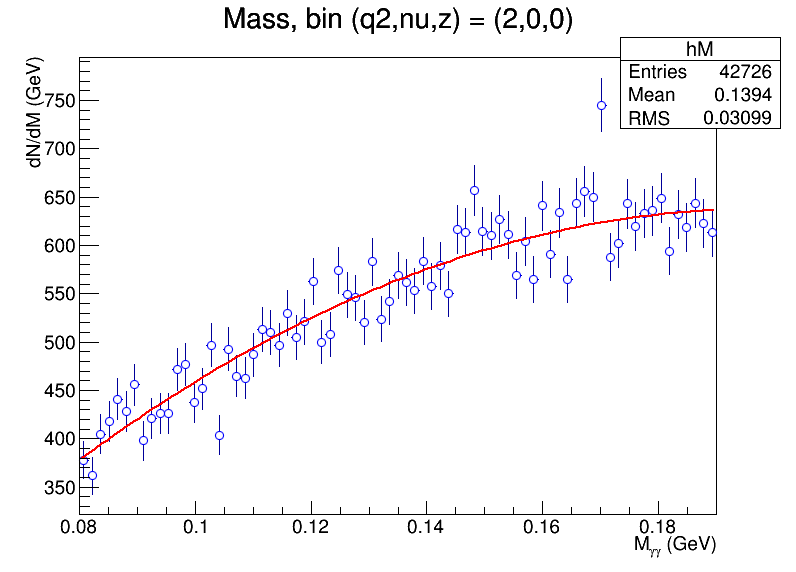 Mass, bin (q2,nu,z) = (2,0,0)
hM
Entries 42726
Mean 0.1394
RMS 0.03099
dN/dM (GeV)
750
700
650
600
550
500
450
400
350
0.08 0.1 0.12 0.14 0.16 0.18
Mγγ (GeV)